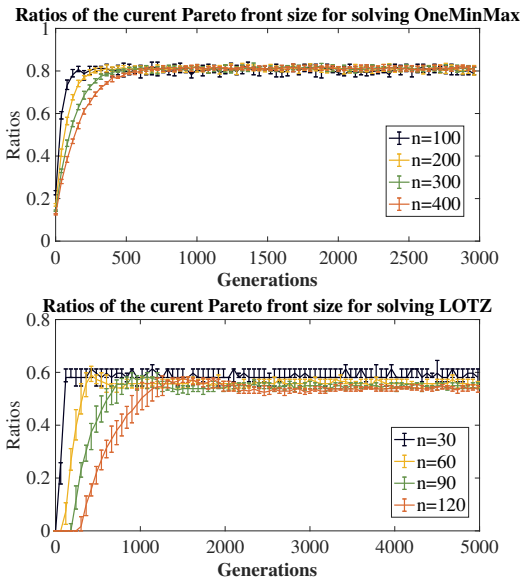 Ratios of the curent Pareto front size for solving OneMinMax
1
0.8
0.6
0.4
0.2
0
Ratios
n=100
n=200
n=300
n=400
0 500 1000 1500 2000 2500 3000
Generations
Ratios of the curent Pareto front size for solving LOTZ
0.8
0.6
0.4
0.2
0
Ratios
n=30
n=60
n=90
n=120
0 1000 2000 3000 4000 5000
Generations